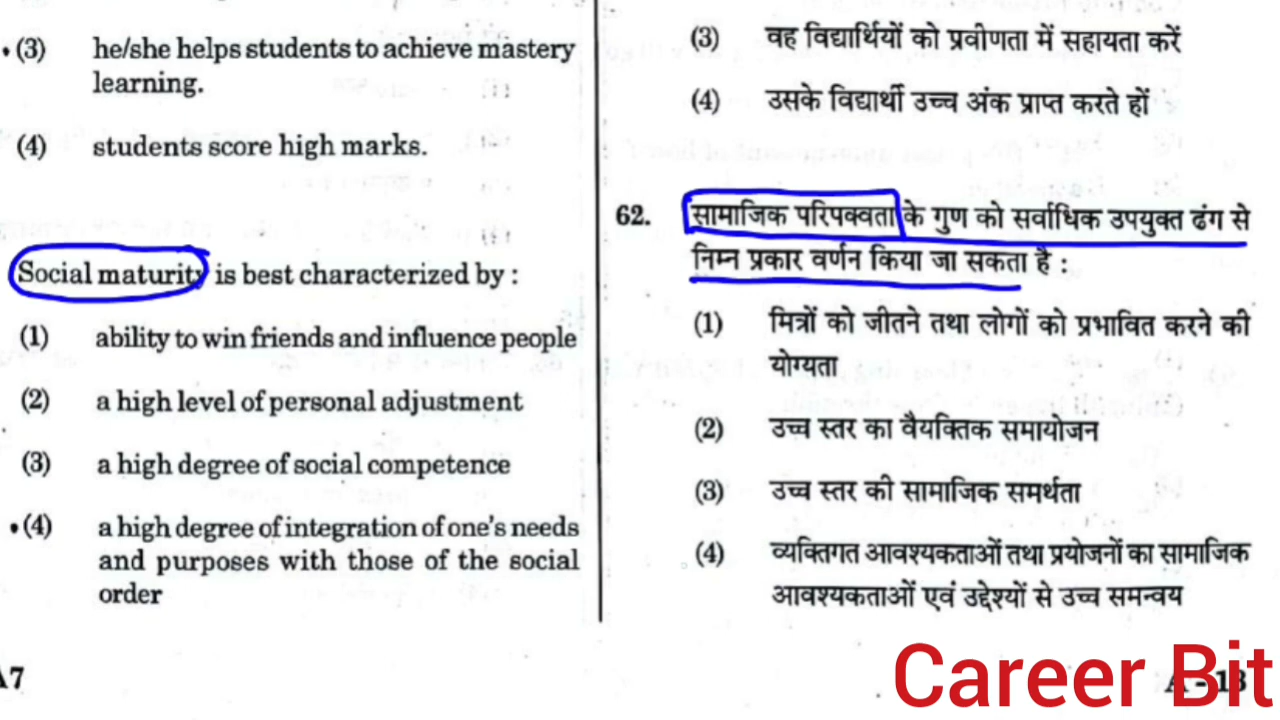 (3) he/she helps students to achieve mastery
learning.
(4) students score high marks.
Social maturity is best characterized by :
(1) ability to win friends and influence people
(2) a high level of personal adjustment
(3) a high degree of social competence
(4) a high degree of integration of one's needs
and purposes with those of the social
order
(3) वह विद्यार्थियों को प्रवीणता में सहायता करें
(4) उसके विद्यार्थी उच्च अंक प्राप्त करते हों
62. सामाजिक परिपक्वता के गुण को सर्वाधिक उपयुक्त ढंग से
निम्न प्रकार वर्णन किया जा सकता है :
(1) मित्रों को जीतने तथा लोगों को प्रभावित करने की
योग्यता
(2) उच्च स्तर का वैयक्तिक समायोजन
(3) उच्च स्तर की सामाजिक समर्थता
(4) व्यक्तिगत आवश्यकताओं तथा प्रयोजनों का सामाजिक
आवश्यकताओं एवं उद्देश्यों से उच्च समन्वय
A7
A - 13
Career Bit